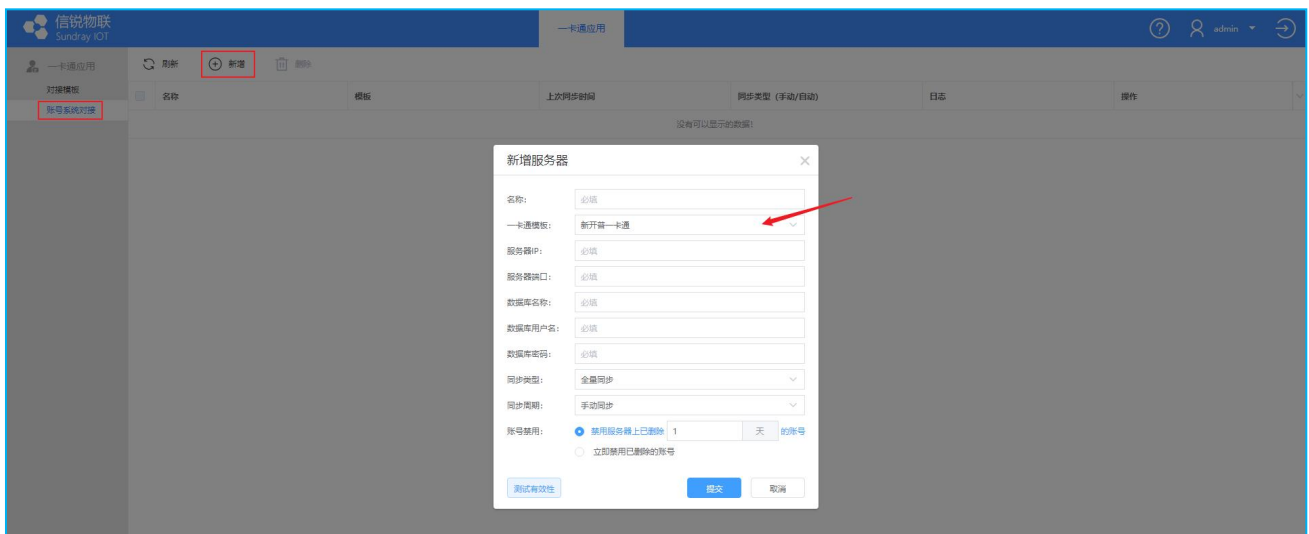 信锐物联
Sundray IOT
一卡通应用
admin
一卡通应用
刷新
新增
删除
对接模板
账号系统对接
名称
模板
上次同步时间
同步类型 (手动/自动)
日志
操作
没有可以显示的数据!
新增服务器
名称: 必填
一卡通模板: 新开普一卡通
服务器IP: 必填
服务器端口: 必填
数据库名称: 必填
数据库用户名: 必填
数据库密码: 必填
同步类型: 全量同步
同步周期: 手动同步
账号禁用: 禁用服务器上已删除 1 天 的账号
立即禁用已删除的账号
测试有效性
提交
取消